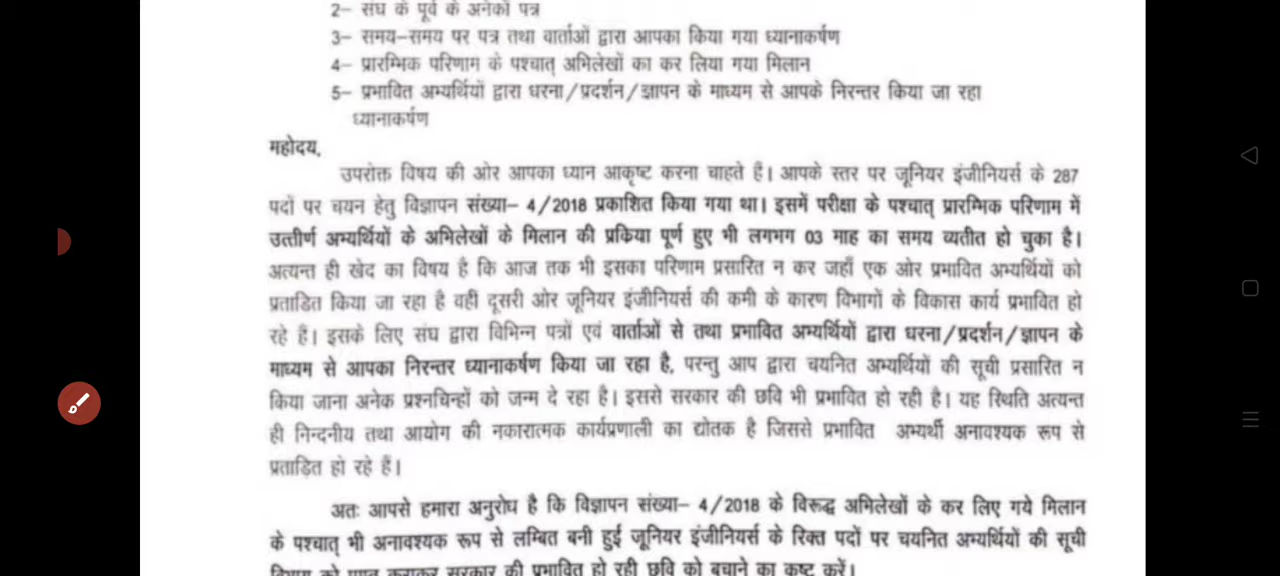 2- संघ के पूर्व के अनेकों पत्र
3- समय-समय पर पत्र तथा वार्ताओं द्वारा आपका किया गया ध्यानाकर्षण
4- प्रारम्भिक परिणाम के पश्चात् अभिलेखों का कर लिया गया मिलान
5- प्रभावित अभ्यर्थियों द्वारा धरना/प्रदर्शन/ज्ञापन के माध्यम से आपके निरन्तर किया जा रहा
ध्यानाकर्षण
महोदय,
उपरोक्त विषय की ओर आपका ध्यान आकृष्ट करना चाहते हैं। आपके स्तर पर जूनियर इंजीनियर्स के 287
पदों पर चयन हेतु विज्ञापन संख्या- 4/2018 प्रकाशित किया गया था। इसमें परीक्षा के पश्चात् प्रारम्भिक परिणाम में
उत्तीर्ण अभ्यर्थियों के अभिलेखों के मिलान की प्रकिया पूर्ण हुए भी लगभग 03 माह का समय व्यतीत हो चुका है।
अत्यन्त ही खेद का विषय है कि आज तक भी इसका परिणाम प्रसारित न कर जहाँ एक ओर प्रभावित अभ्यर्थियों को
प्रताडित किया जा रहा है वहीं दूसरी ओर जूनियर इंजीनियर्स की कमी के कारण विभागों के विकास कार्य प्रभावित हो
रहे हैं। इसके लिए संघ द्वारा विभिन्न पत्रों एवं वार्ताओं से तथा प्रभावित अभ्यर्थियों द्वारा धरना/प्रदर्शन/ज्ञापन के
माध्यम से आपका निरन्तर ध्यानाकर्षण किया जा रहा है, परन्तु आप द्वारा चयनित अभ्यर्थियों की सूची प्रसारित न
किया जाना अनेक प्रश्नचिन्हों को जन्म दे रहा है। इससे सरकार की छवि भी प्रभावित हो रही है। यह स्थिति अत्यन्त
ही निन्दनीय तथा आयोग की नकारात्मक कार्यप्रणाली का द्योतक है जिससे प्रभावित अभ्यर्थी अनावश्यक रूप से
प्रताड़ित हो रहे हैं।
अतः आपसे हमारा अनुरोध है कि विज्ञापन संख्या- 4/2018 के विरूद्ध अभिलेखों के कर लिए गये मिलान
के पश्चात् भी अनावश्यक रूप से लम्बित बनी हुई जूनियर इंजीनियर्स के रिक्त पदों पर चयनित अभ्यर्थियों की सूची
सरकार की प्रभावित हो रही छवि को बचाने का कष्ट करें।